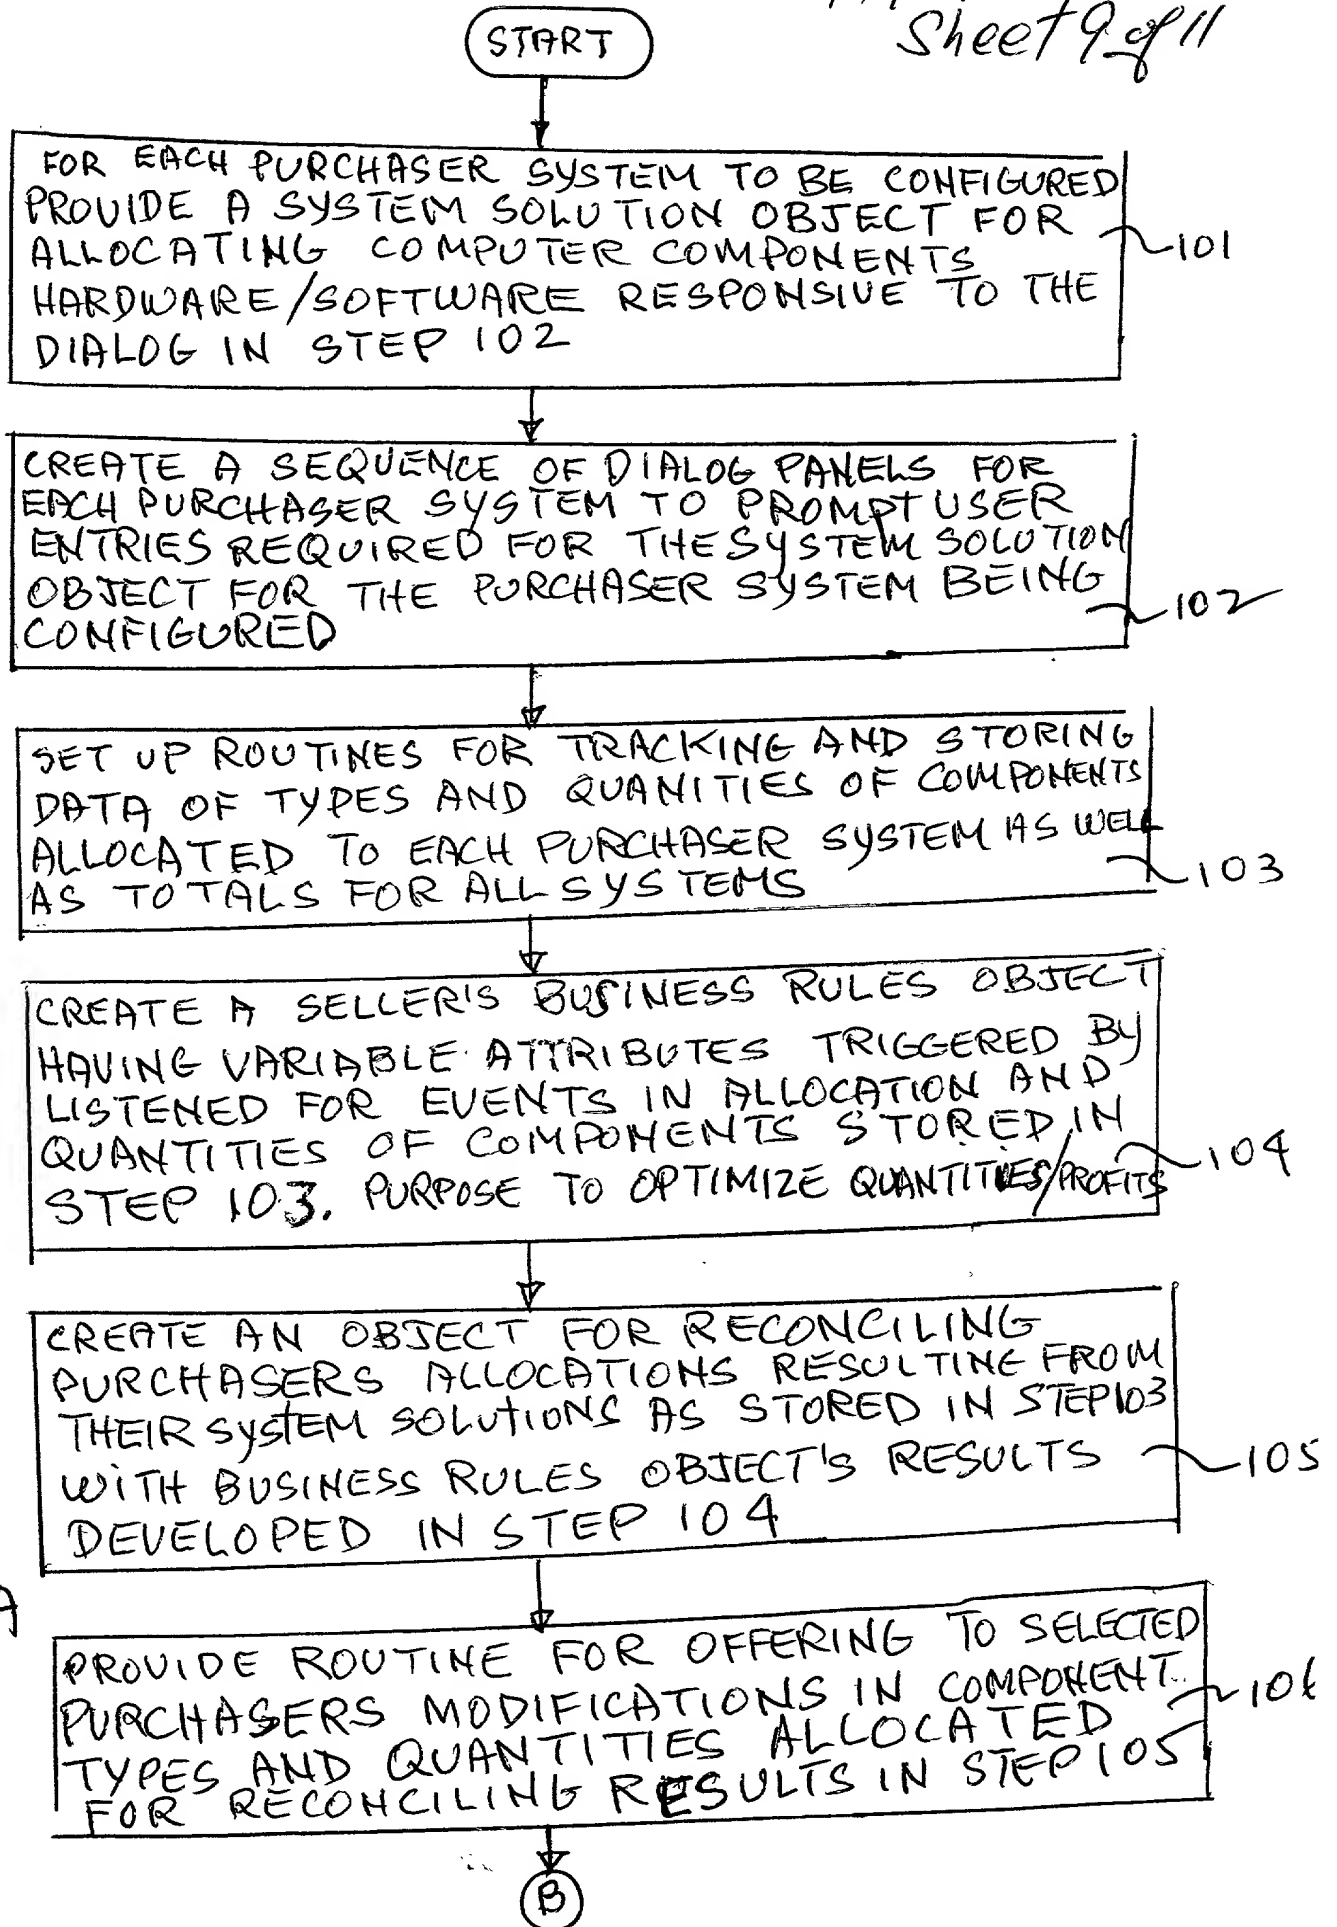 Sheet 9 of 11
START
FOR EACH PURCHASER SYSTEM TO BE CONFIGURED
PROVIDE A SYSTEM SOLUTION OBJECT FOR
ALLOCATING COMPUTER COMPONENTS
HARDWARE/SOFTWARE RESPONSIVE TO THE
DIALOG IN STEP 102
101
CREATE A SEQUENCE OF DIALOG PANELS FOR
EACH PURCHASER SYSTEM TO PROMPT USER
ENTRIES REQUIRED FOR THE SYSTEM SOLUTION
OBJECT FOR THE PURCHASER SYSTEM BEING
CONFIGURED
102
SET UP ROUTINES FOR TRACKING AND STORING
DATA OF TYPES AND QUANITIES OF COMPONENTS
ALLOCATED TO EACH PURCHASER SYSTEM AS WELL
AS TOTALS FOR ALL SYSTEMS
103
CREATE A SELLER'S BUSINESS RULES OBJECT
HAVING VARIABLE ATTRIBUTES TRIGGERED BY
LISTENED FOR EVENTS IN ALLOCATION AND
QUANTITIES OF COMPONENTS STORED IN
STEP 103. PURPOSE TO OPTIMIZE QUANTITIES/PROFITS
104
CREATE AN OBJECT FOR RECONCILING
PURCHASERS ALLOCATIONS RESULTING FROM
THEIR SYSTEM SOLUTIONS AS STORED IN STEP 103
WITH BUSINESS RULES OBJECT'S RESULTS
DEVELOPED IN STEP 104
105
A
PROVIDE ROUTINE FOR OFFERING TO SELECTED
PURCHASERS MODIFICATIONS IN COMPONENT
TYPES AND QUANTITIES ALLOCATED
FOR RECONCILING RESULTS IN STEP 105
106
B